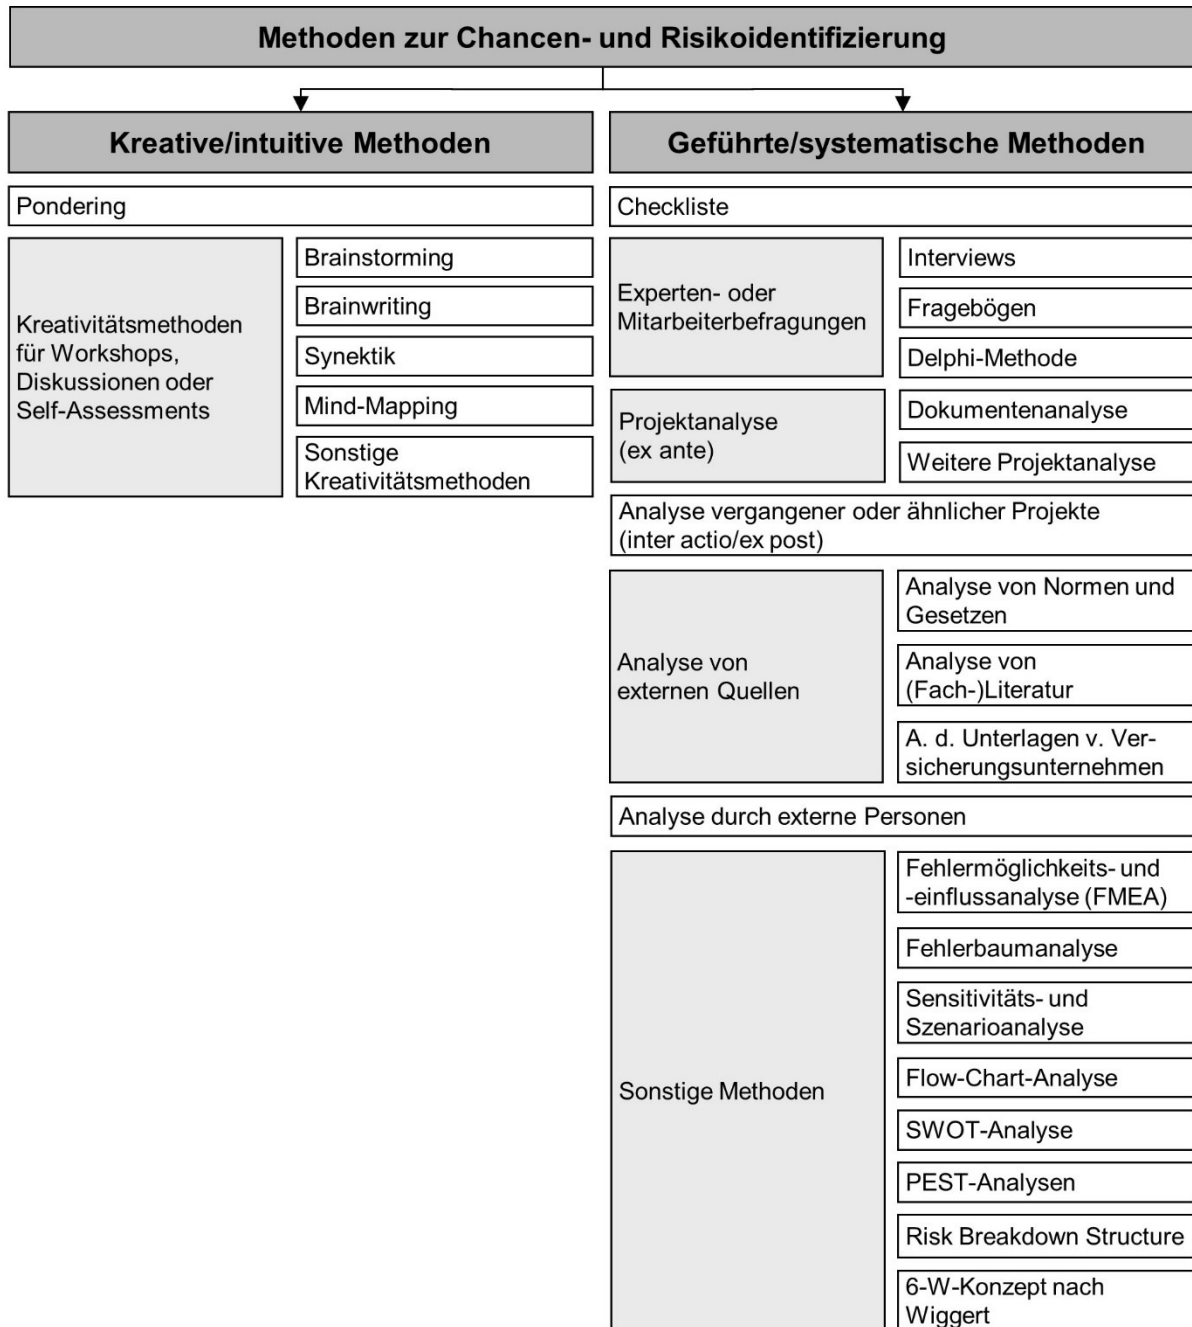 Methoden zur Chancen- und Risikoidentifizierung
Kreative/intuitive Methoden
Pondering
Kreativitätsmethoden
für Workshops,
Diskussionen oder
Self-Assessments
Brainstorming
Brainwriting
Synektik
Mind-Mapping
Sonstige
Kreativitätsmethoden
Geführte/systematische Methoden
Checkliste
Experten- oder
Mitarbeiterbefragungen
Interviews
Fragebögen
Delphi-Methode
Projektanalyse
(ex ante)
Dokumentenanalyse
Weitere Projektanalyse
Analyse vergangener oder ähnlicher Projekte
(inter actio/ex post)
Analyse von
externen Quellen
Analyse von Normen und
Gesetzen
Analyse von
(Fach-)Literatur
A. d. Unterlagen v. Ver-
sicherungsunternehmen
Analyse durch externe Personen
Sonstige Methoden
Fehlermöglichkeits- und
-einflussanalyse (FMEA)
Fehlerbaumanalyse
Sensitivitäts- und
Szenarioanalyse
Flow-Chart-Analyse
SWOT-Analyse
PEST-Analysen
Risk Breakdown Structure
6-W-Konzept nach
Wiggert